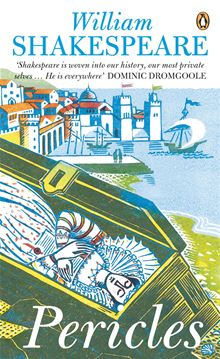 William
SHAKESPEARE
'Shakespeare is woven into our history, our most private
selves … He is everywhere' DOMINIC DROMGOOLE
Pericles